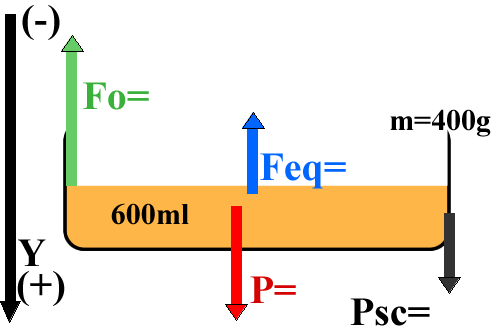 (-)
Fo=
m=400g
Feq=
600ml
Y
(+)
P=
Psc=